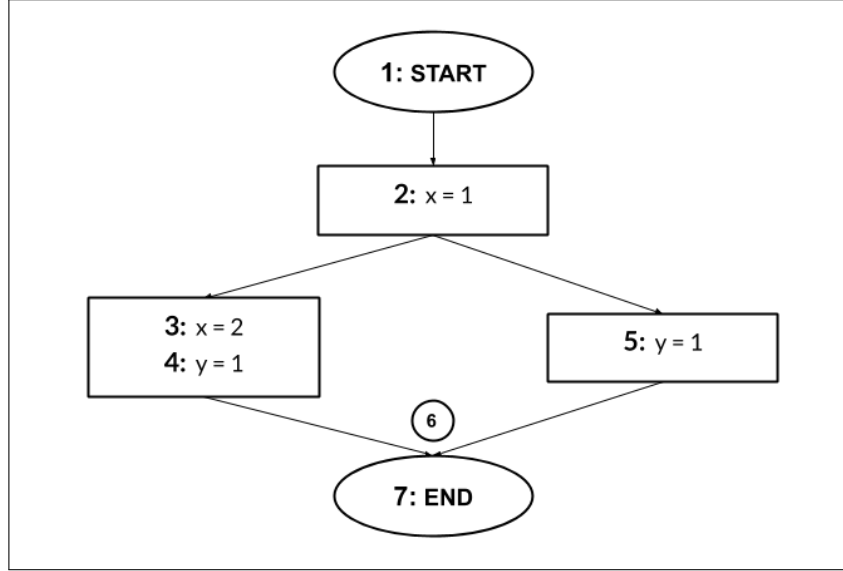 1: START
2: x = 1
3: x = 2
4: y = 1
5: y = 1
6
7: END